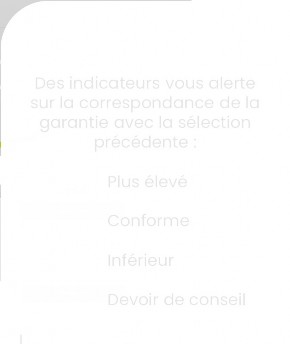 Des indicateurs vous alerte
sur la correspondance de la
garantie avec la sélection
précédente :
Plus élevé
Conforme
Inférieur
Devoir de conseil